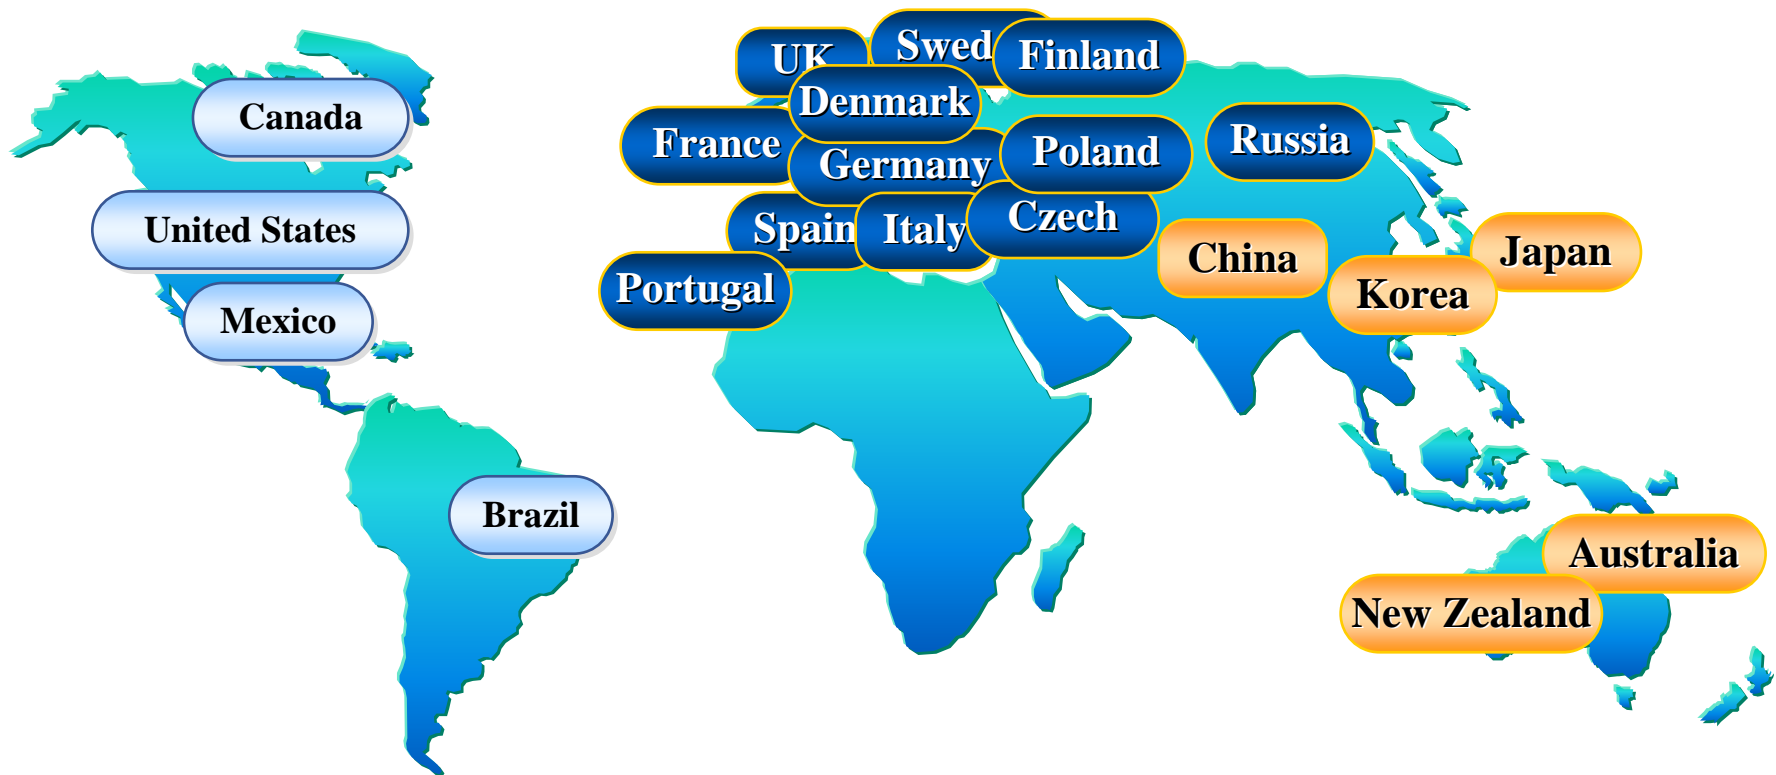 UK
Swed
Finland
Canada
Denmark
France
Germany
Poland
Russia
United States
Spain
Italy
Czech
China
Japan
Mexico
Portugal
Korea
Brazil
Australia
New Zealand